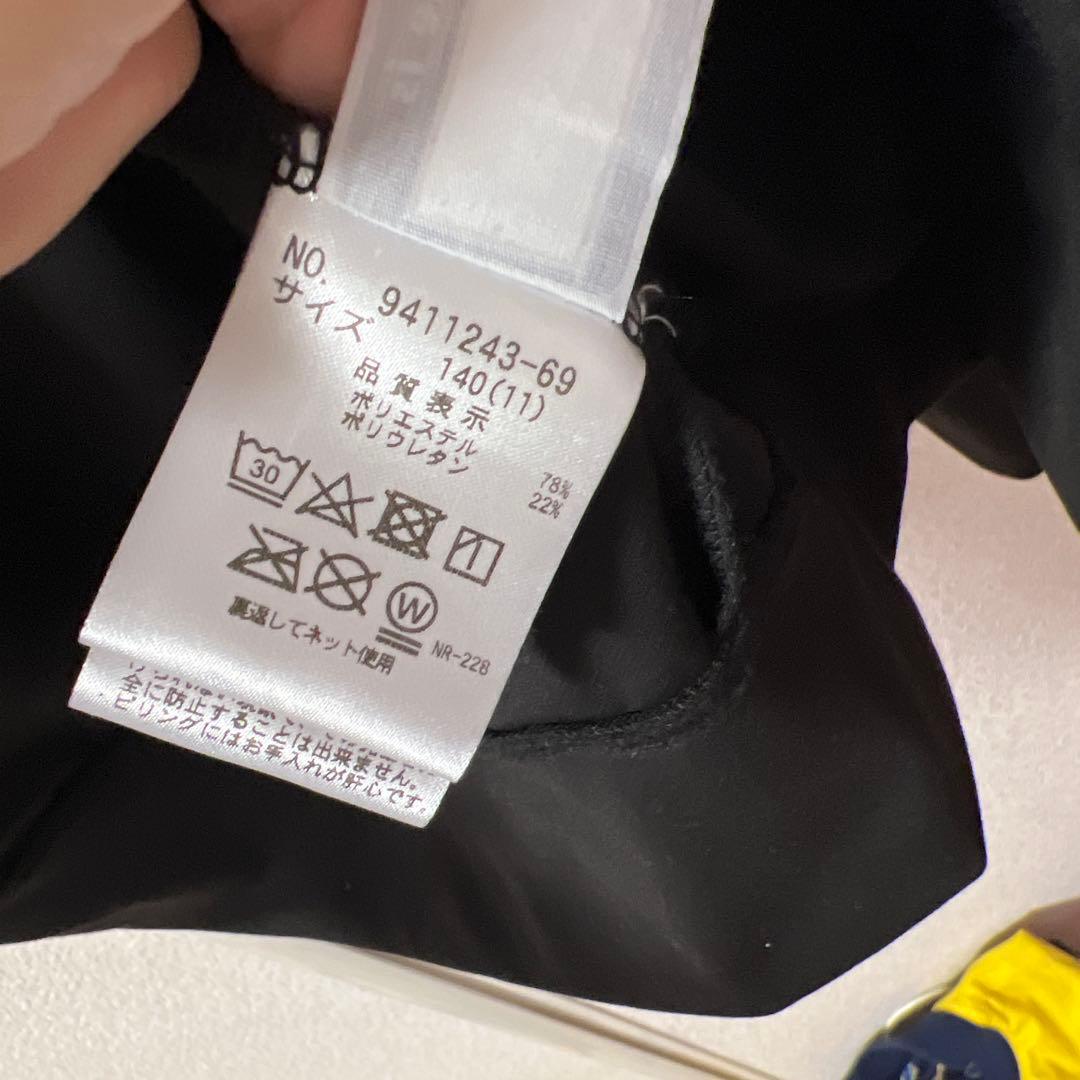 NO. 9411243-69
サイズ 140(11)
品質表示
ポリエステル 78%
ポリウレタン 22%
30
W
裏返してネット使用 NR-228
全に防止することは出来ません。
ピリングにはお手入れが肝心です。